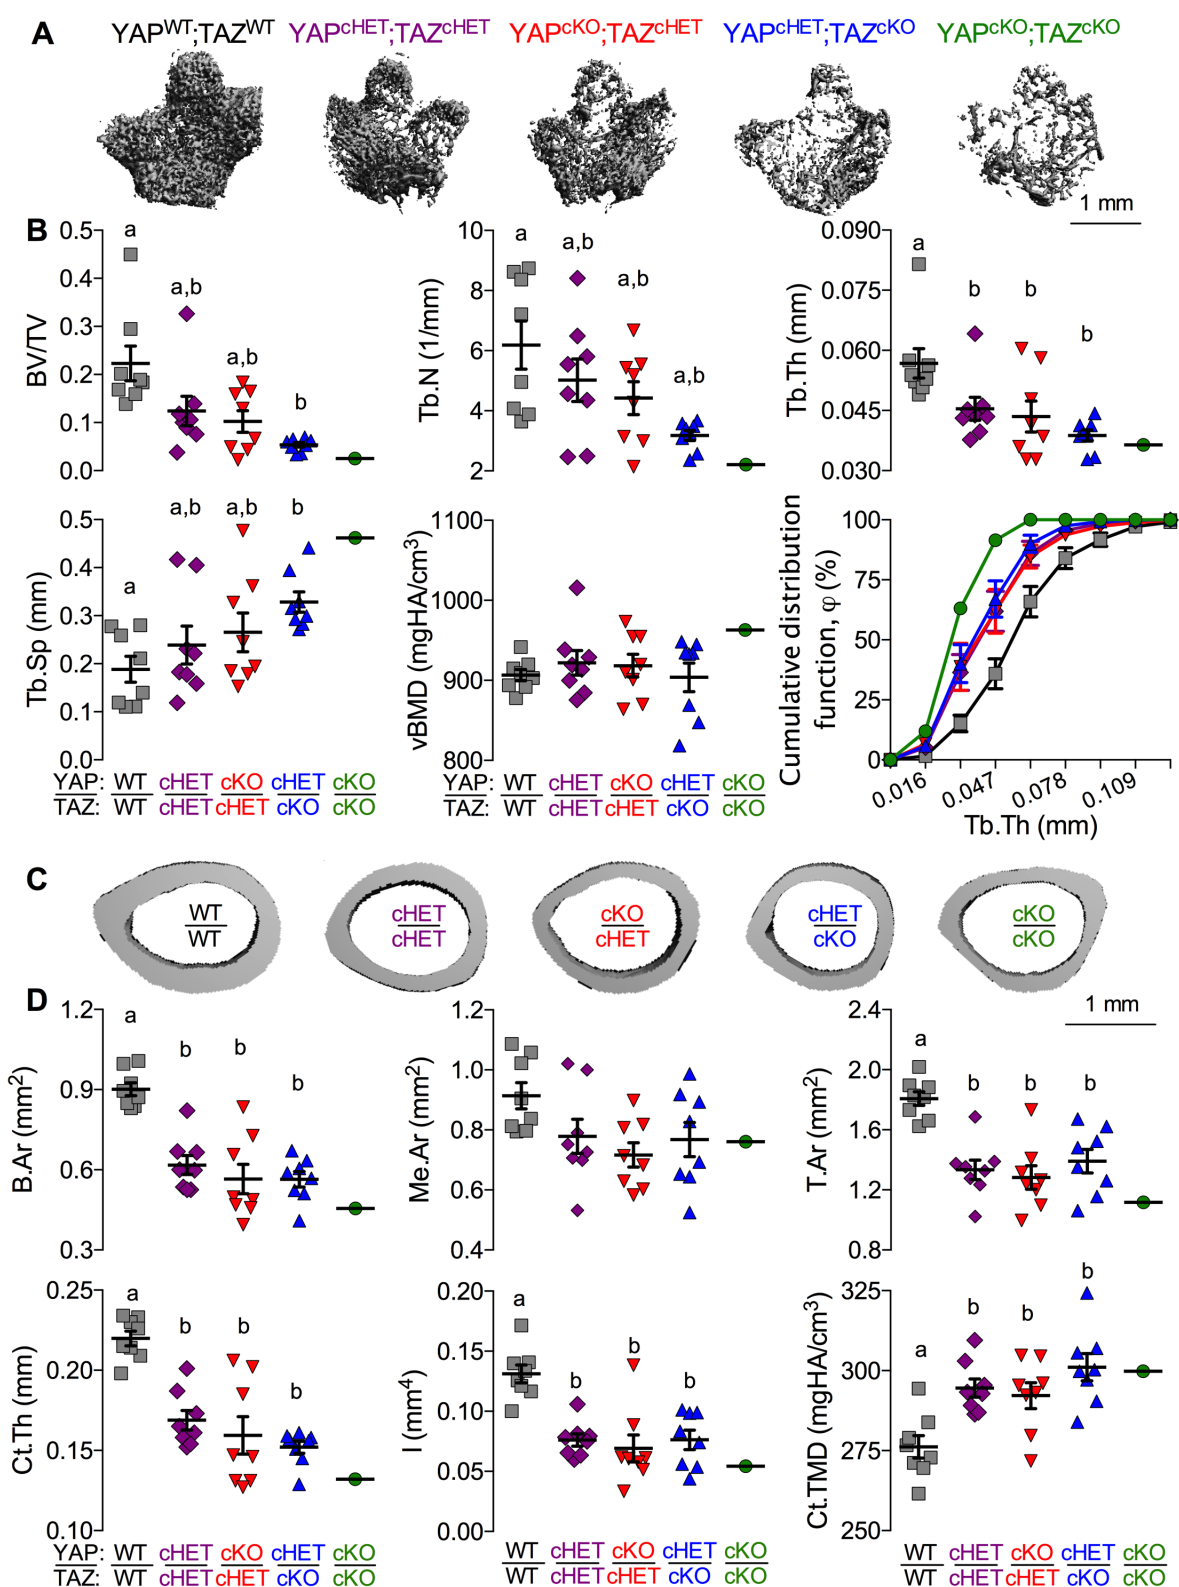 A
YAPWT;TAZWT YAPcHET;TAZcHET YAPcKO;TAZcHET YAPcHET;TAZcKO YAPcKO;TAZcKO
1 mm
B
BV/TV
0.5
0.4
0.3
0.2
0.1
0.0
a
a,b
a,b
b
Tb.N (1/mm)
10
8
6
4
2
a
a,b
a,b
a,b
Tb.Th (mm)
0.090
0.075
0.060
0.045
0.030
a
b
b
b
Tb.Sp (mm)
0.5
0.4
0.3
0.2
0.1
0.0
a
a,b
a,b
b
YAP: WT cHET cKO cHET cKO
TAZ: WT cHET cHET cKO cKO
vBMD (mgHA/cm3)
1100
1000
900
800
YAP: WT cHET cKO cHET cKO
TAZ: WT cHET cHET cKO cKO
Cumulative distribution
function, φ (%)
100
75
50
25
0
0.016 0.047 0.078 0.109
Tb.Th (mm)
C
WT cHET cKO cHET cKO
WT cHET cHET cKO cKO
1 mm
D
B.Ar (mm2)
1.2
0.9
0.6
0.3
a
b
b
b
Me.Ar (mm2)
1.2
1.0
0.8
0.6
0.4
T.Ar (mm2)
2.4
2.0
1.6
1.2
0.8
a
b
b
b
Ct.Th (mm)
0.25
0.20
0.15
0.10
a
b
b
b
YAP: WT cHET cKO cHET cKO
TAZ: WT cHET cHET cKO cKO
I (mm4)
0.20
0.15
0.10
0.05
0.00
a
b
b
b
WT cHET cKO cHET cKO
WT cHET cHET cKO cKO
Ct.TMD (mgHA/cm3)
325
300
275
250
a
b
b
b
WT cHET cKO cHET cKO
WT cHET cHET cKO cKO